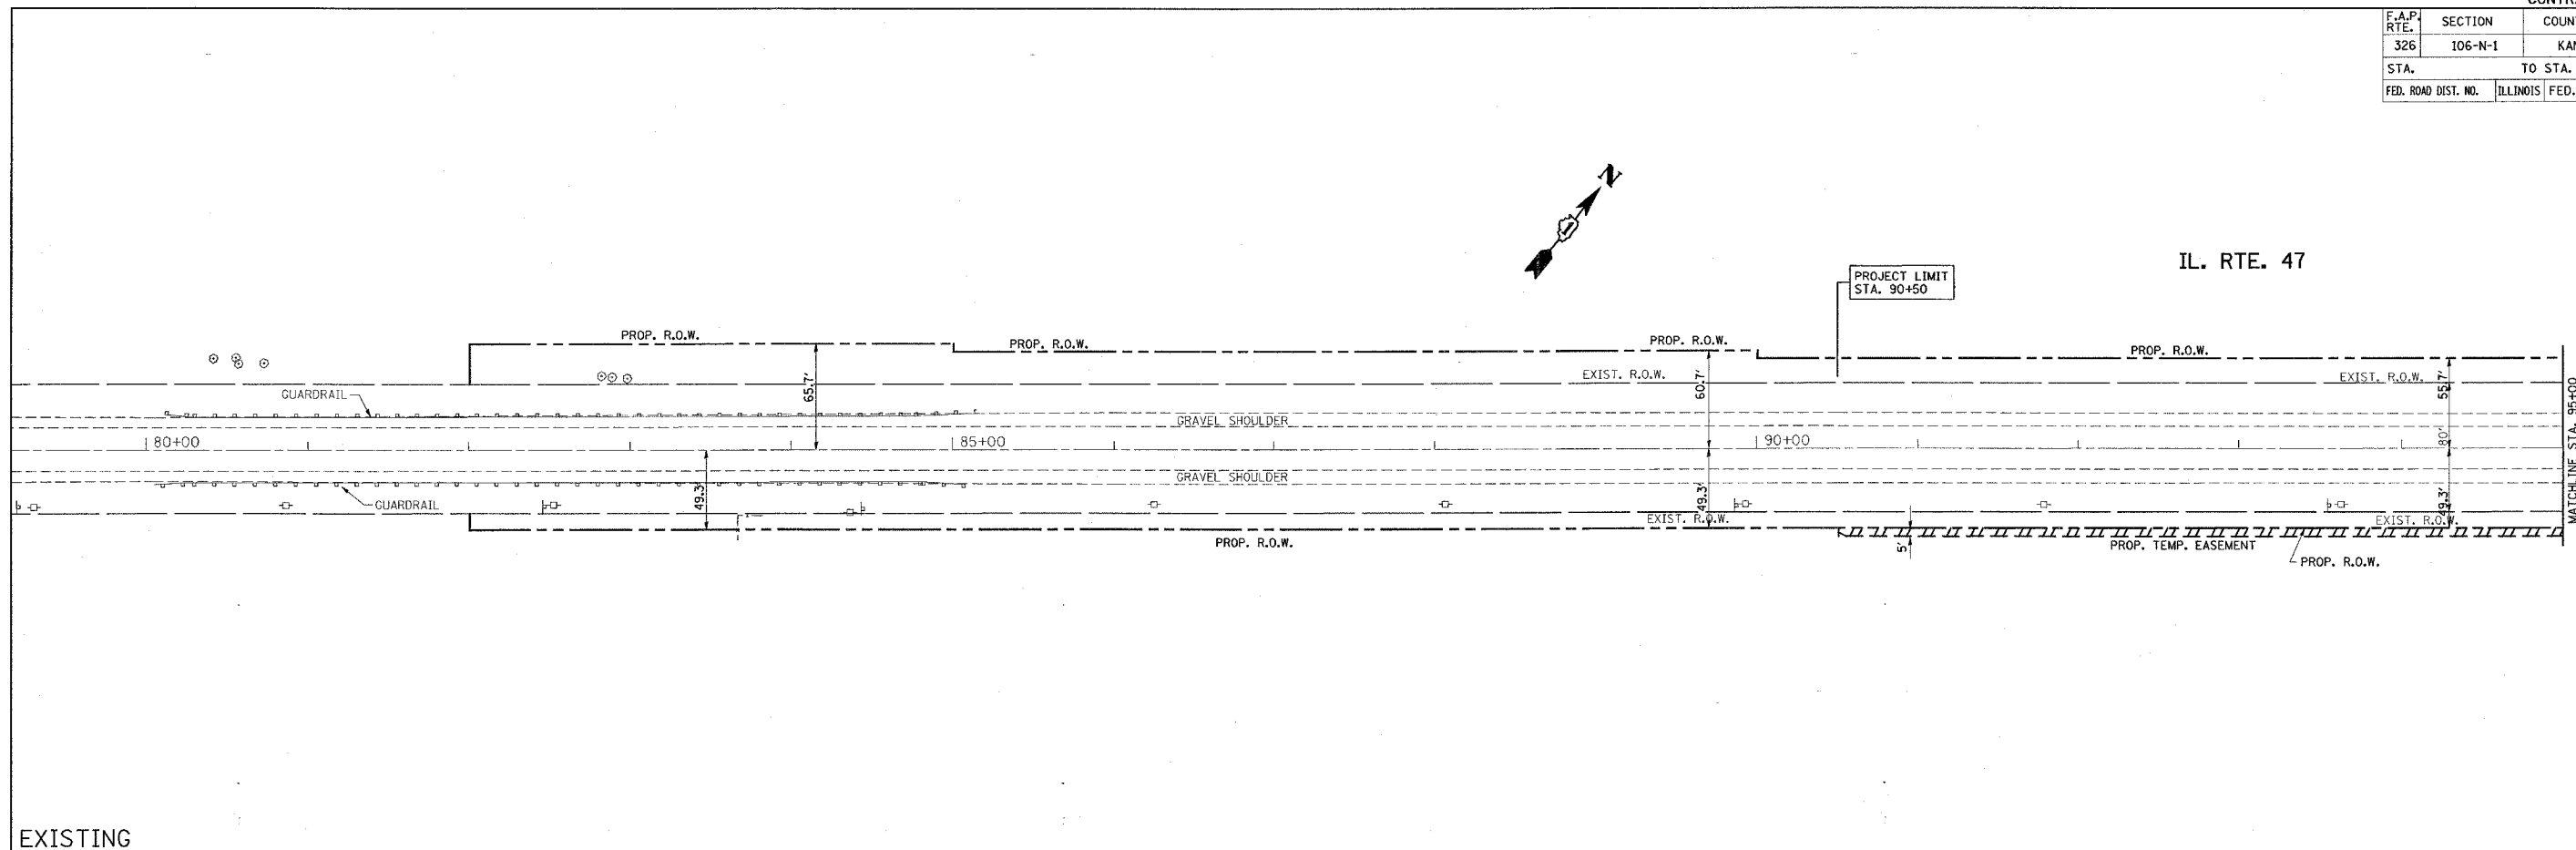 F.A.P. RTE.
SECTION
326
106-N-1
STA.
TO STA.
FED. ROAD DIST. NO.
ILLINOIS
FED.
N
IL. RTE. 47
PROJECT LIMIT
STA. 90+50
PROP. R.O.W.
PROP. R.O.W.
PROP. R.O.W.
PROP. R.O.W.
EXIST. R.O.W.
EXIST. R.O.W.
GUARDRAIL
65.7'
60.7'
55.7'
GRAVEL SHOULDER
80+00
85+00
90+00
80'
MATCHLINE STA. 95+00
GRAVEL SHOULDER
GUARDRAIL
49.3'
49.3'
49.3'
EXIST. R.O.W.
EXIST. R.O.W.
PROP. R.O.W.
5'
PROP. TEMP. EASEMENT
PROP. R.O.W.
EXISTING